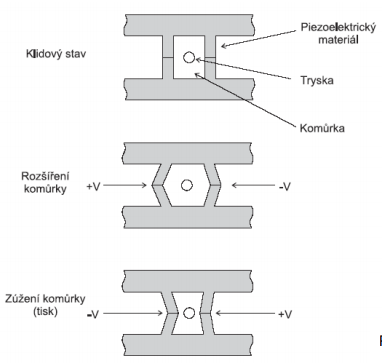 Piezoelektrický
materiál
Klidový stav
Tryska
Komůrka
Rozšíření
komůrky
+V
-V
Zúžení komůrky
(tisk)
-V
+V